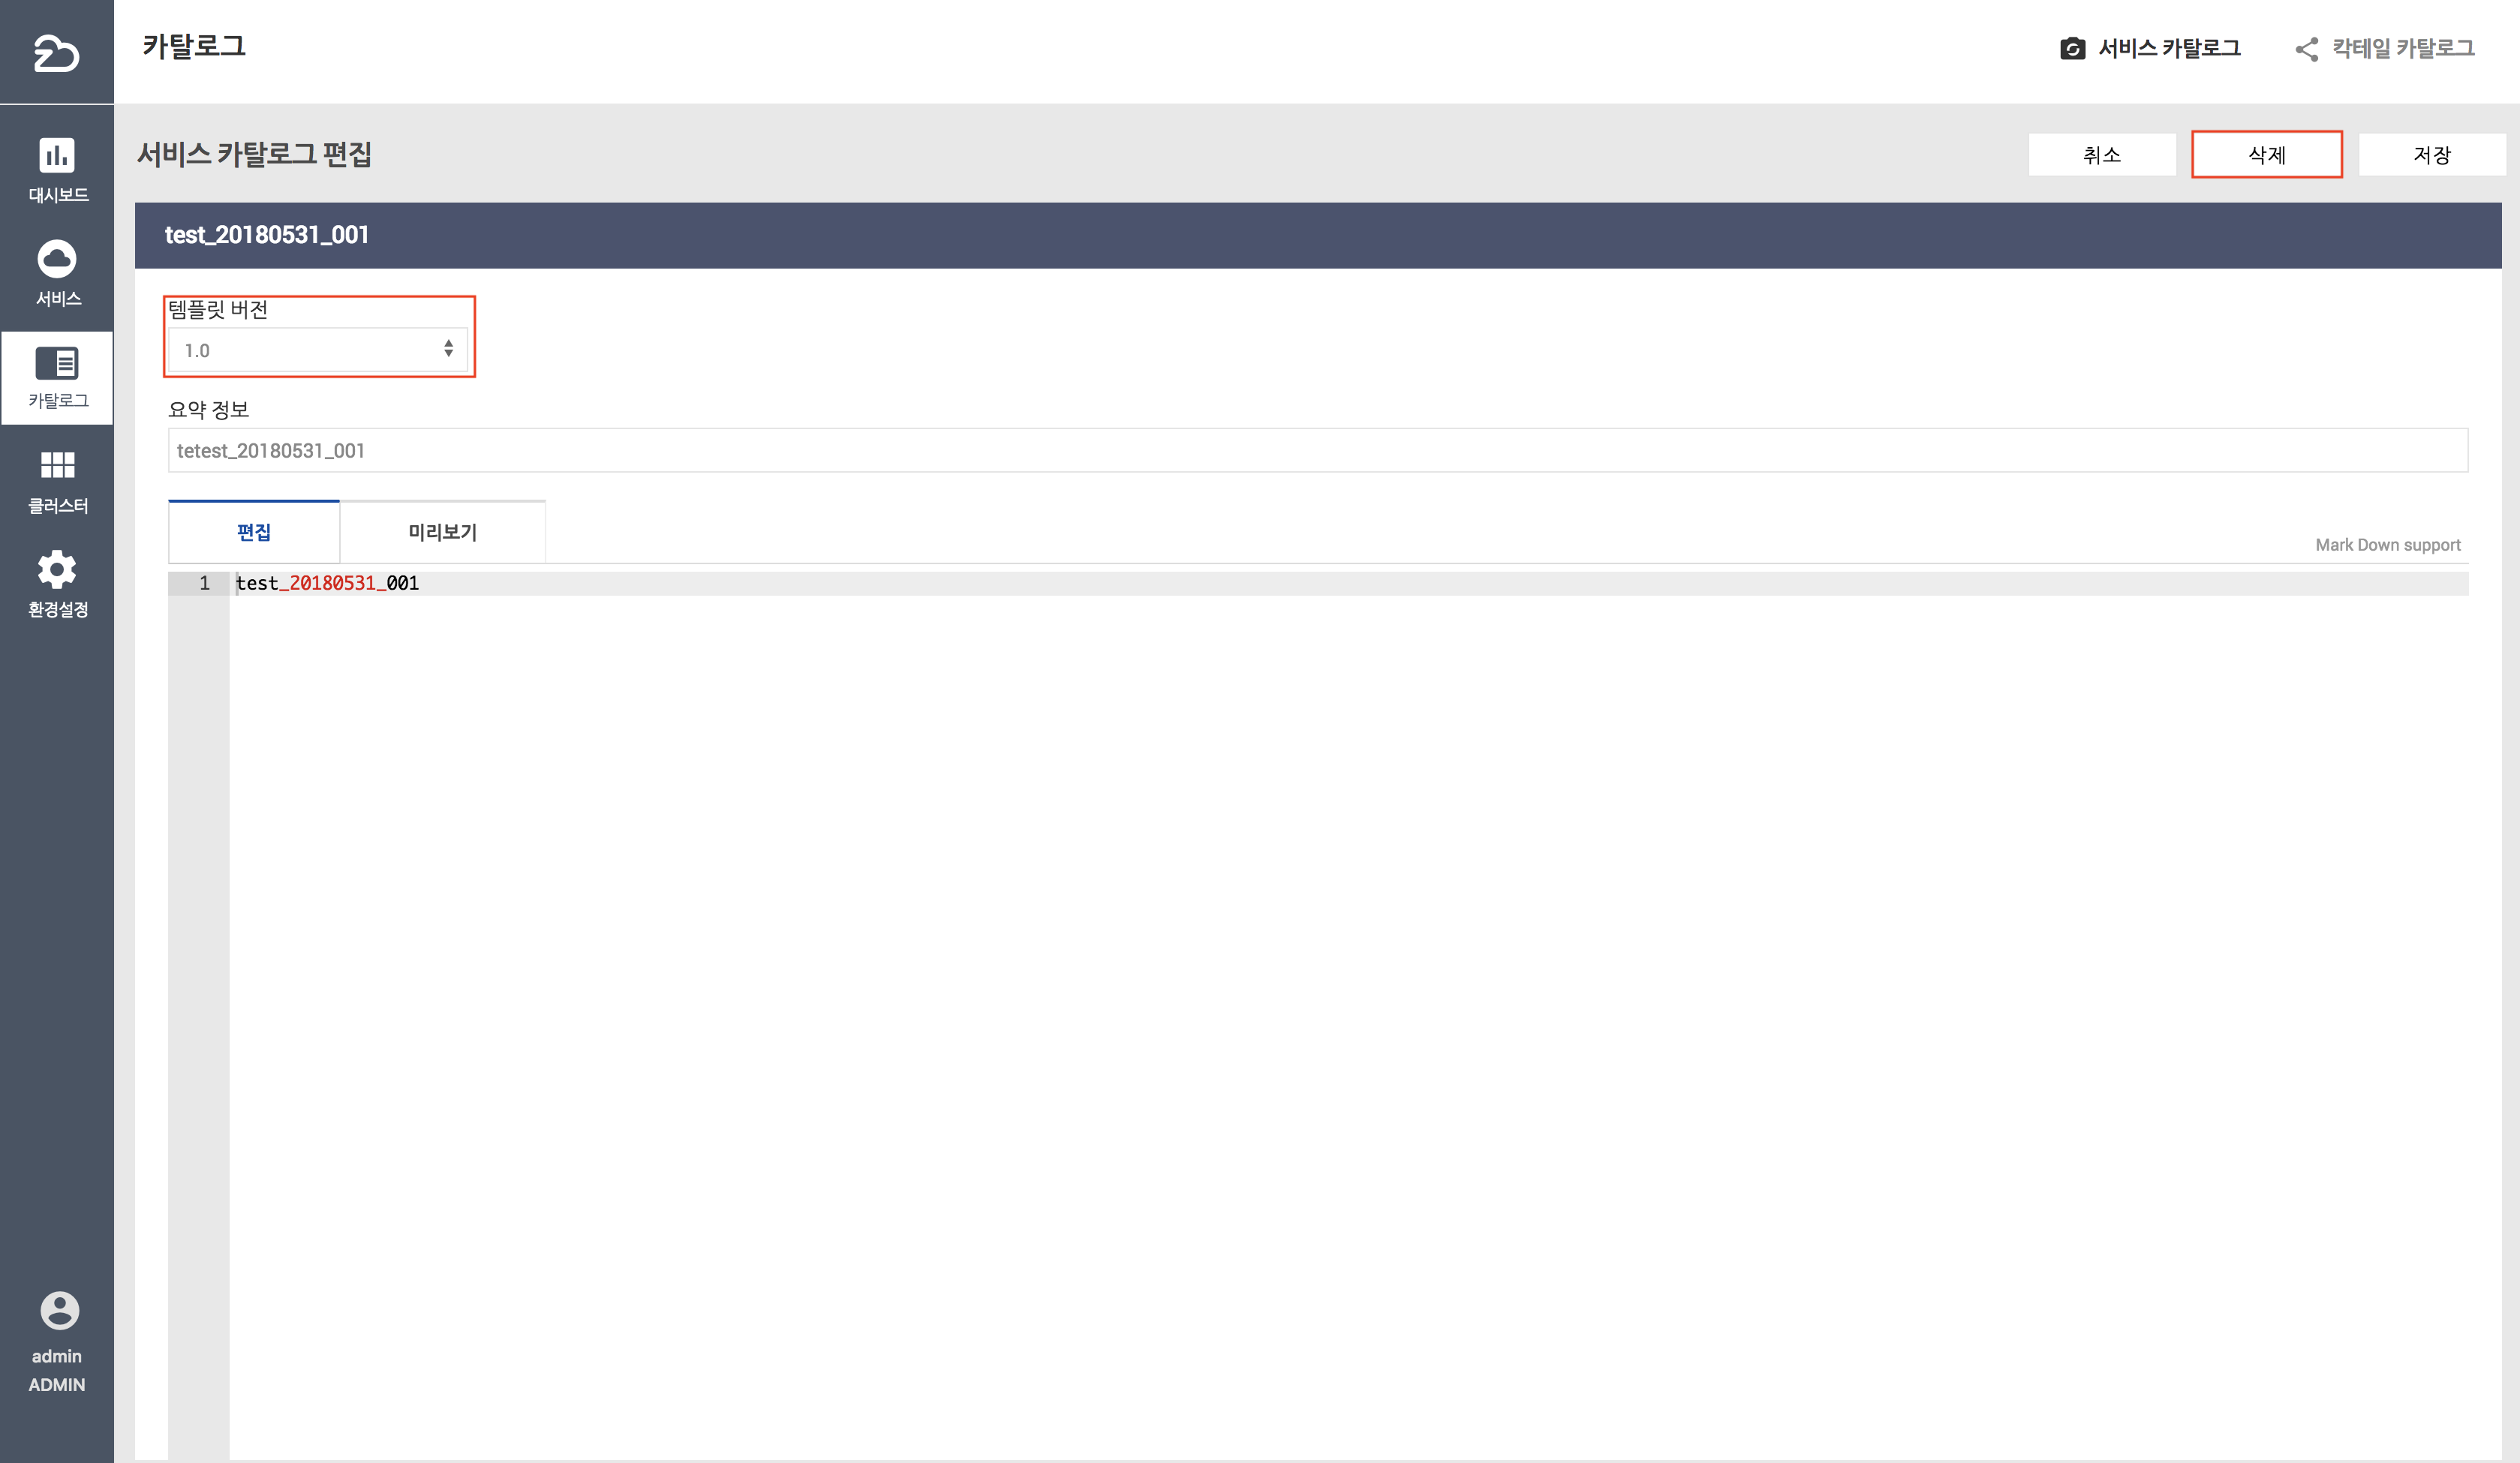 카탈로그
서비스 카탈로그
칵테일 카탈로그
대시보드
서비스
카탈로그
클러스터
환경설정
admin
ADMIN
서비스 카탈로그 편집
취소
삭제
저장
test_20180531_001
템플릿 버전
1.0
요약 정보
tetest_20180531_001
편집
미리보기
Mark Down support
1 test_20180531_001